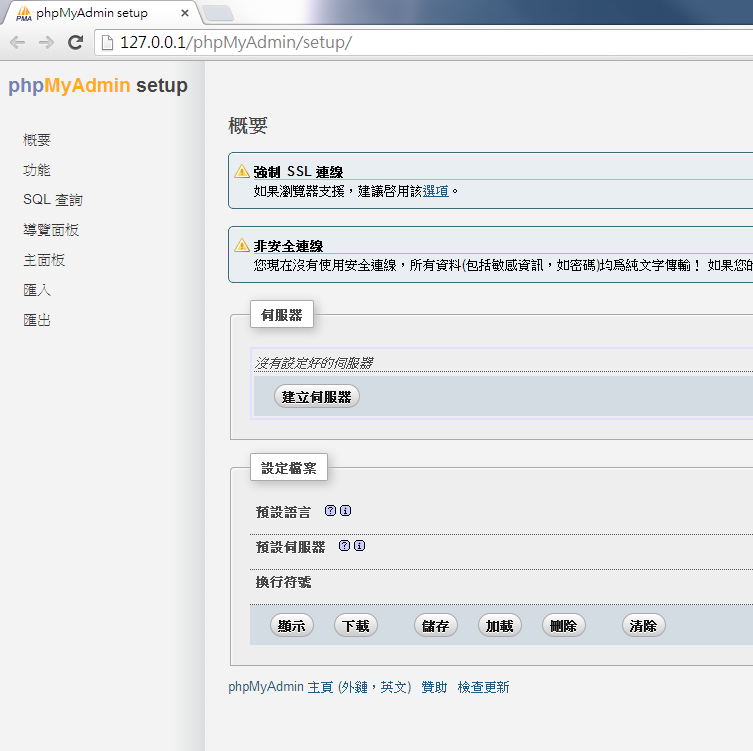 phpMyAdmin setup
127.0.0.1/phpMyAdmin/setup/
phpMyAdmin setup
概要
功能
SQL 查詢
導覽面板
主面板
匯入
匯出
概要
強制 SSL 連線
如果瀏覽器支援，建議啓用該選項。
非安全連線
您現在沒有使用安全連線，所有資料(包括敏感資訊，如密碼)均爲純文字傳輸！ 如果您的
伺服器
沒有設定好的伺服器
建立伺服器
設定檔案
預設語言
預設伺服器
換行符號
顯示 下載 儲存 加載 刪除 清除
phpMyAdmin 主頁 (外鏈，英文) 贊助 檢查更新